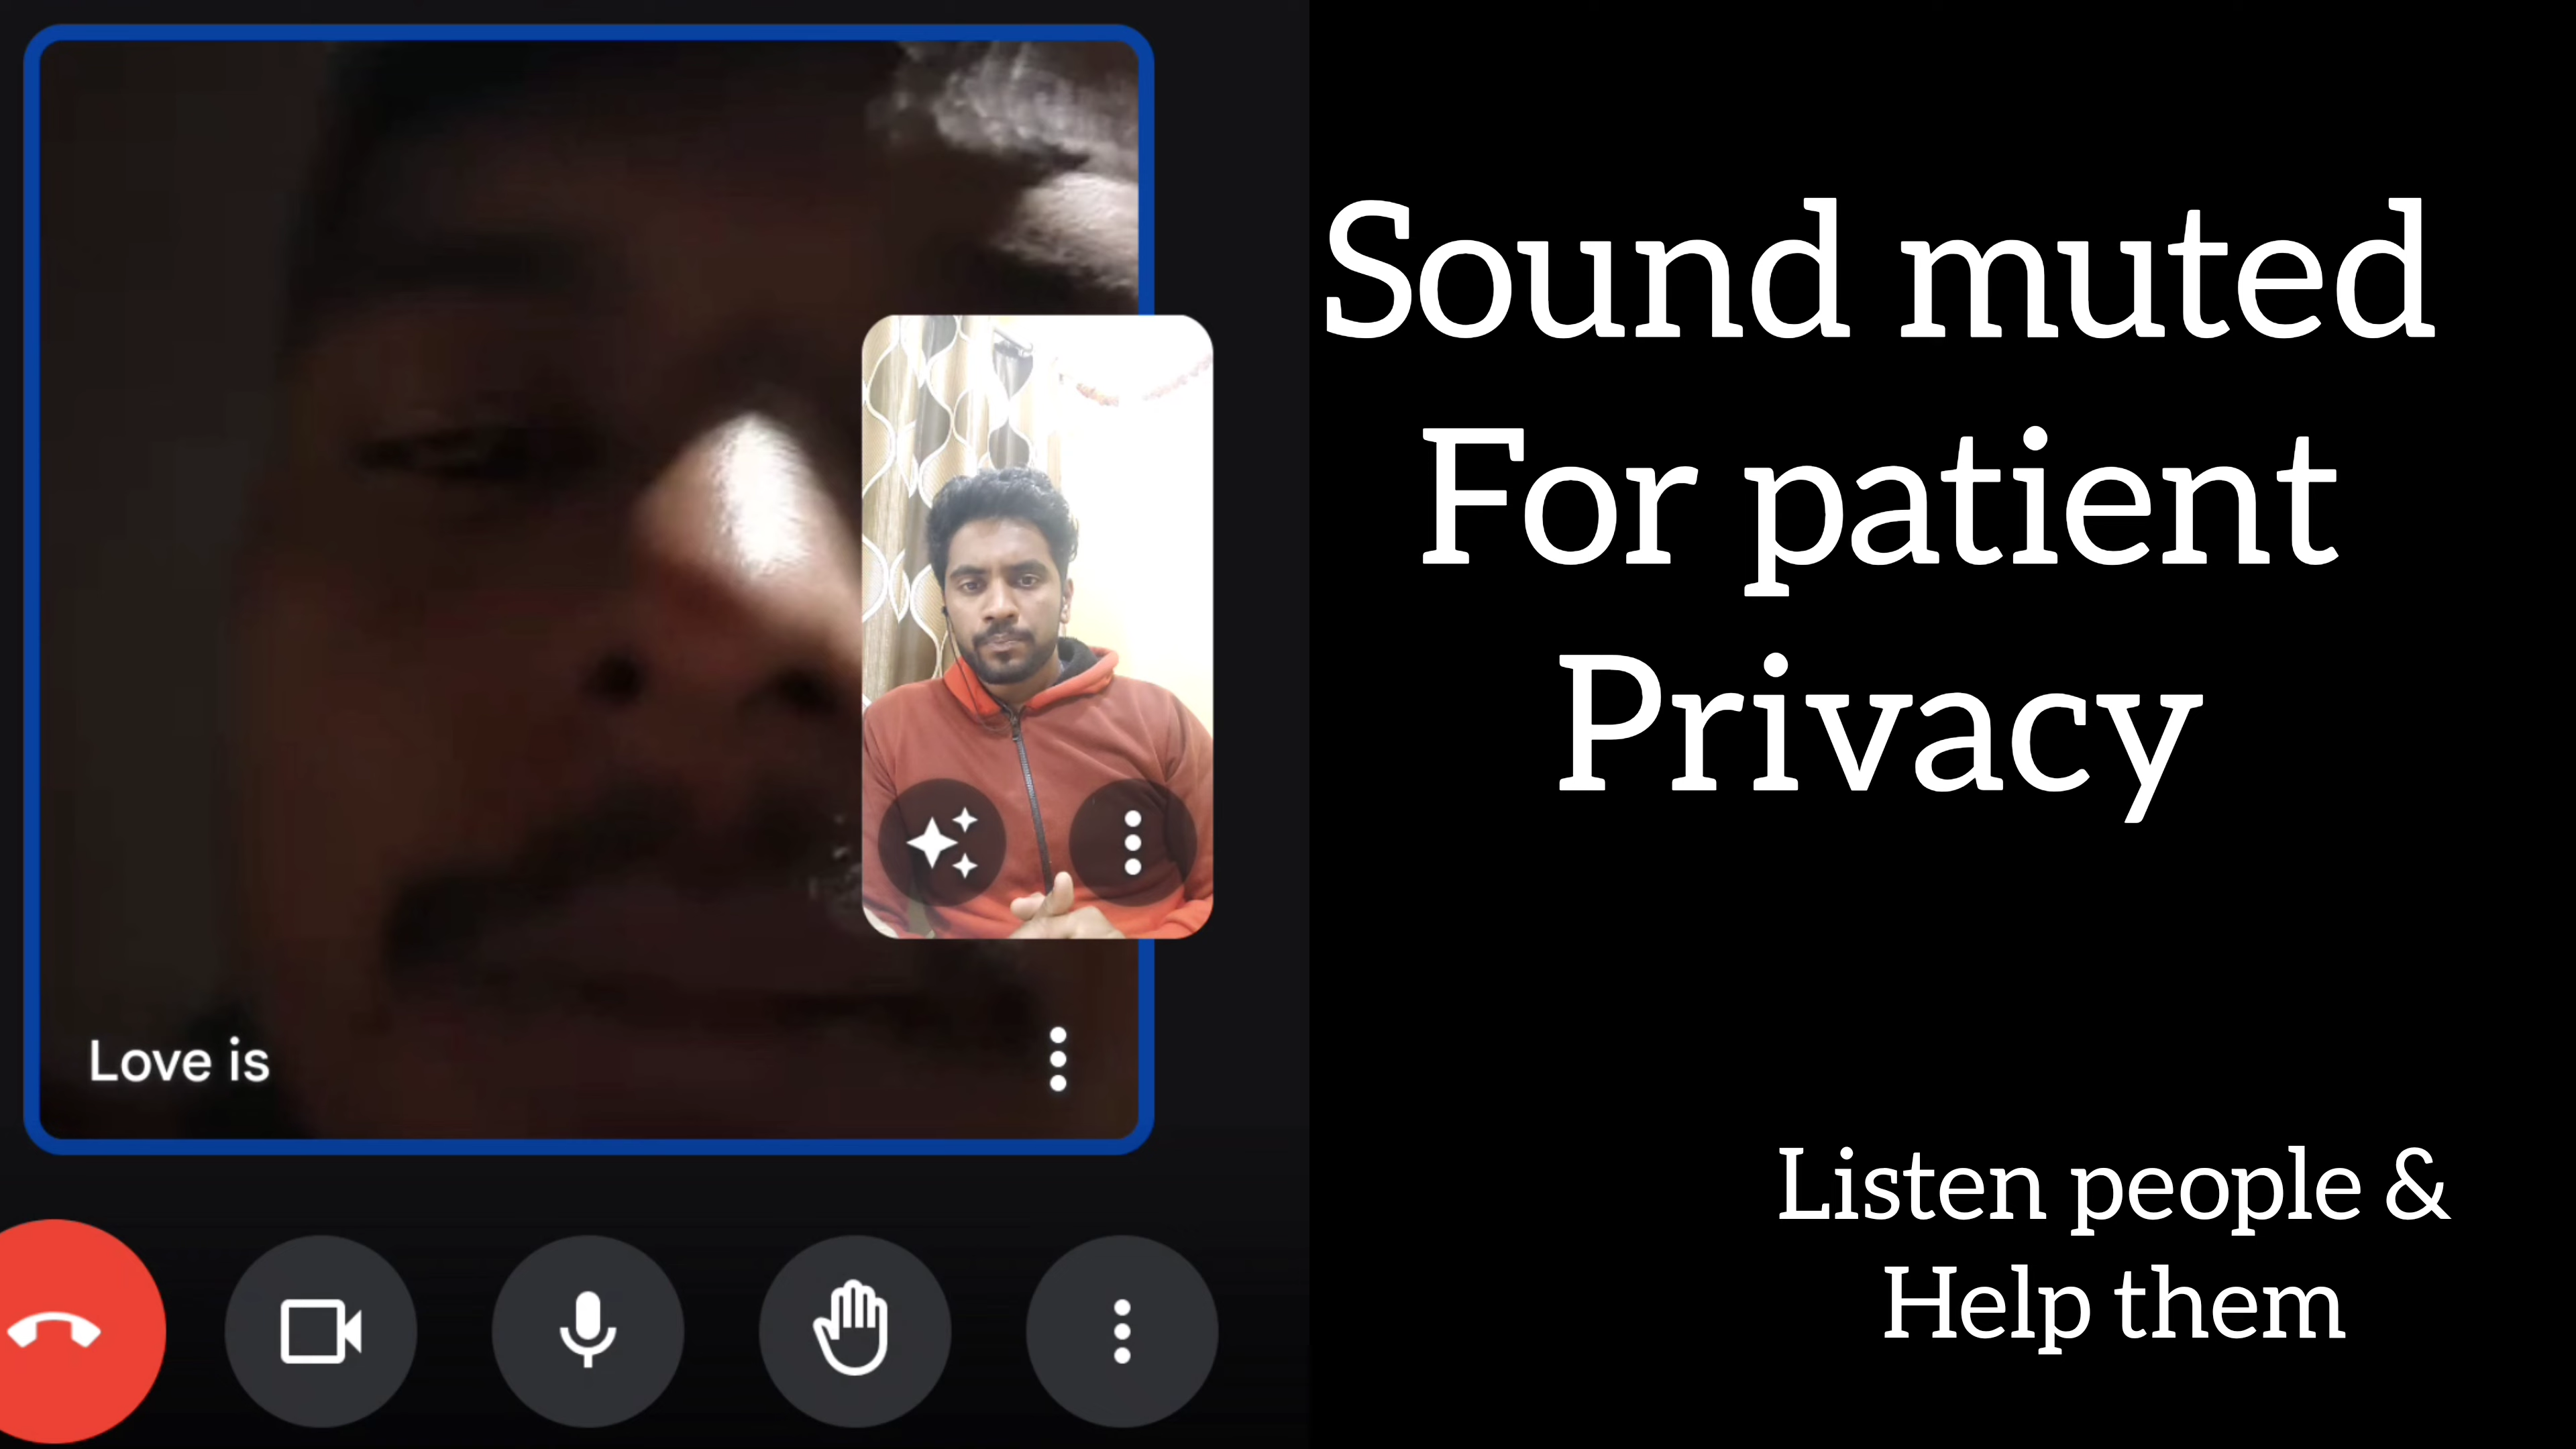 Sound muted
For patient
Privacy
Love is
Listen people &
Help them